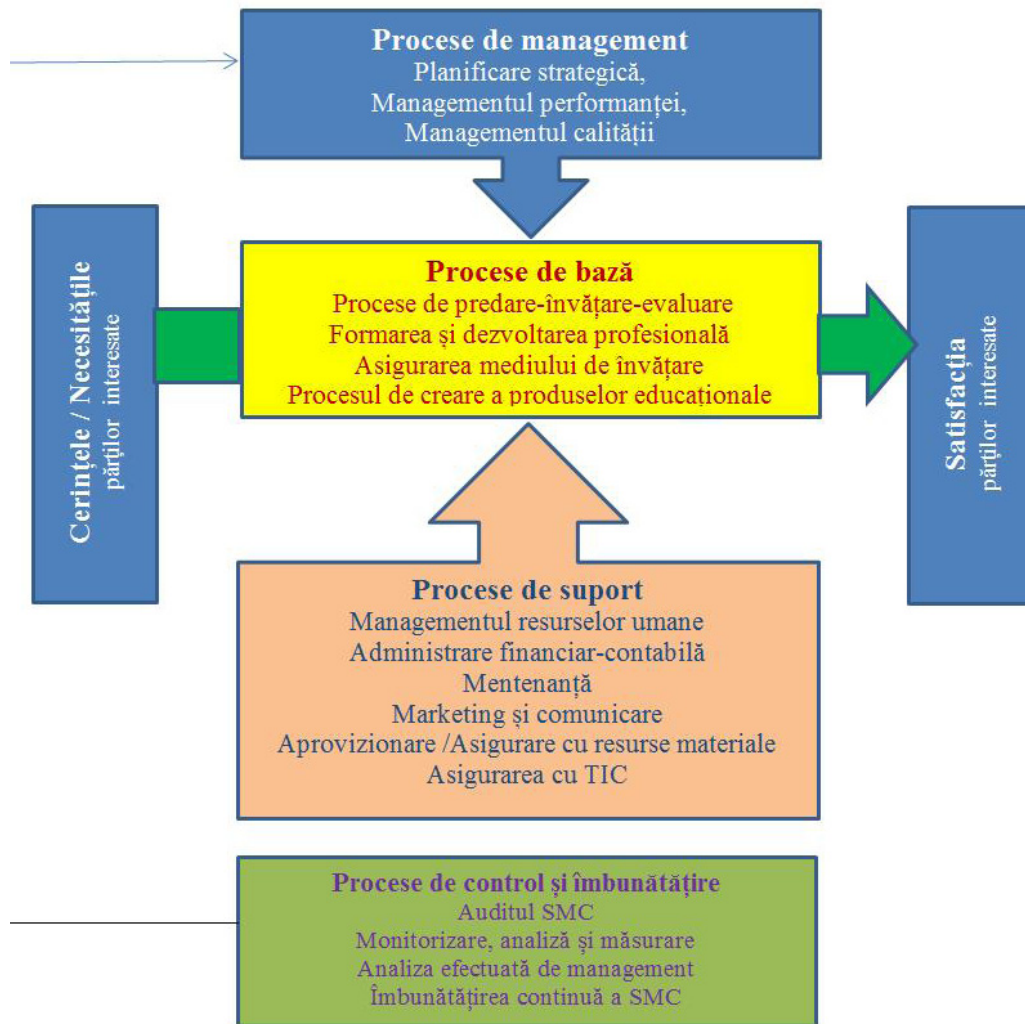 Procese de management
Planificare strategică,
Managementul performanței,
Managementul calității
Cerințele / Necesitățile
părților interesate
Procese de bază
Procese de predare-învățare-evaluare
Formarea și dezvoltarea profesională
Asigurarea mediului de învățare
Procesul de creare a produselor educaționale
Satisfacția
părților interesate
Procese de suport
Managementul resurselor umane
Administrare financiar-contabilă
Mentenanță
Marketing și comunicare
Aprovizionare /Asigurare cu resurse materiale
Asigurarea cu TIC
Procese de control și îmbunătățire
Auditul SMC
Monitorizare, analiză și măsurare
Analiza efectuată de management
Îmbunătățirea continuă a SMC